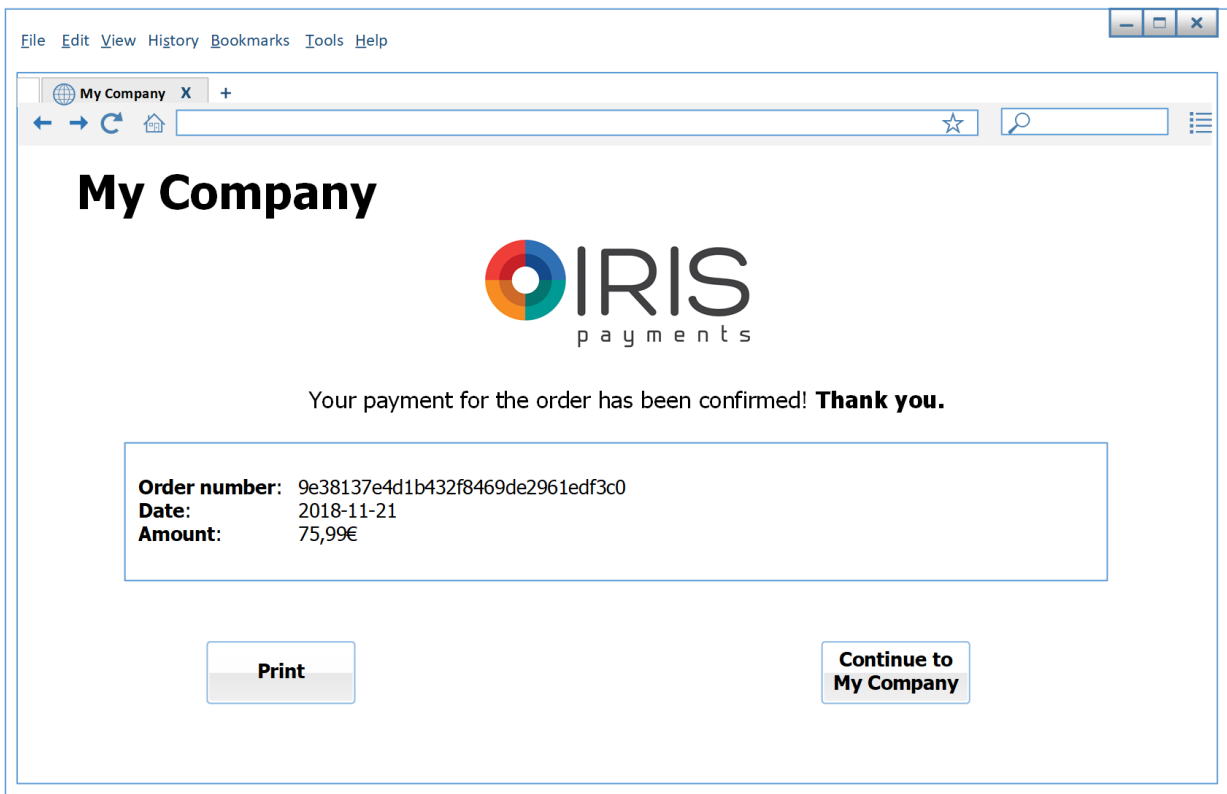 File Edit View History Bookmarks Tools Help
My Company X +
My Company
IRIS
payments
Your payment for the order has been confirmed! Thank you.
Order number: 9e38137e4d1b432f8469de2961edf3c0
Date: 2018-11-21
Amount: 75,99€
Print
Continue to
My Company